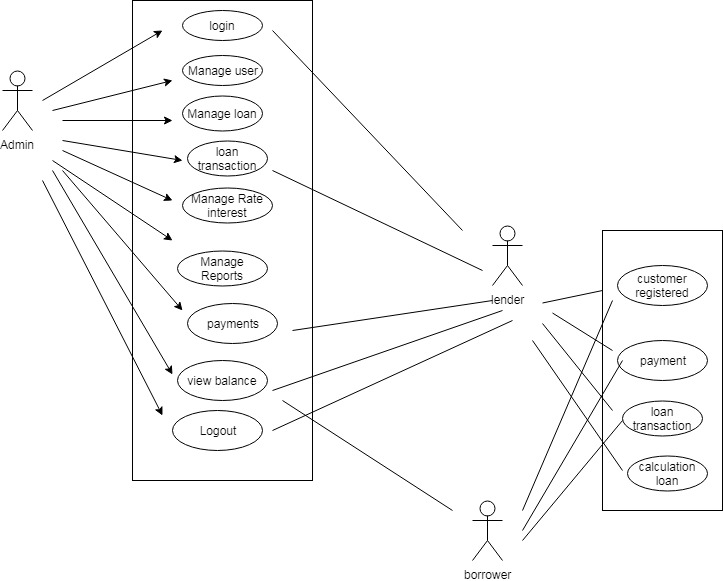 login
Manage user
Manage loan
Admin
loan
transaction
Manage Rate
interest
Manage
Reports
payments
view balance
Logout
lender
customer
registered
payment
loan
transaction
calculation
loan
borrower